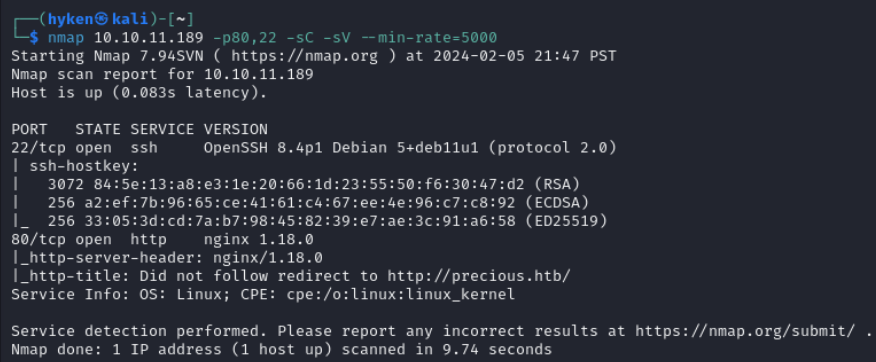 ┌──(hyken㉿kali)-[~]
└─$ nmap 10.10.11.189 -p80,22 -sC -sV --min-rate=5000
Starting Nmap 7.94SVN ( https://nmap.org ) at 2024-02-05 21:47 PST
Nmap scan report for 10.10.11.189
Host is up (0.083s latency).

PORT   STATE SERVICE VERSION
22/tcp open  ssh     OpenSSH 8.4p1 Debian 5+deb11u1 (protocol 2.0)
| ssh-hostkey:
|   3072 84:5e:13:a8:e3:1e:20:66:1d:23:55:50:f6:30:47:d2 (RSA)
|   256 a2:ef:7b:96:65:ce:41:61:c4:67:ee:4e:96:c7:c8:92 (ECDSA)
|_  256 33:05:3d:cd:7a:b7:98:45:82:39:e7:ae:3c:91:a6:58 (ED25519)
80/tcp open  http    nginx 1.18.0
|_http-server-header: nginx/1.18.0
|_http-title: Did not follow redirect to http://precious.htb/
Service Info: OS: Linux; CPE: cpe:/o:linux:linux_kernel

Service detection performed. Please report any incorrect results at https://nmap.org/submit/ .
Nmap done: 1 IP address (1 host up) scanned in 9.74 seconds